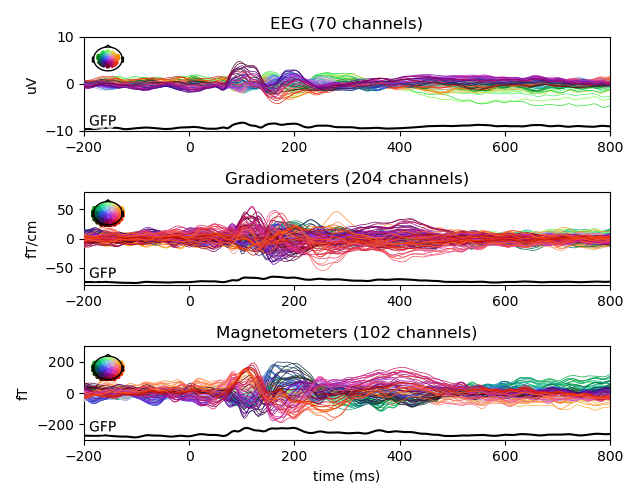 EEG (70 channels)
10
0
−10
uV
GFP
−200 0 200 400 600 800
Gradiometers (204 channels)
50
0
−50
fT/cm
GFP
−200 0 200 400 600 800
Magnetometers (102 channels)
200
0
−200
fT
GFP
−200 0 200 400 600 800
time (ms)